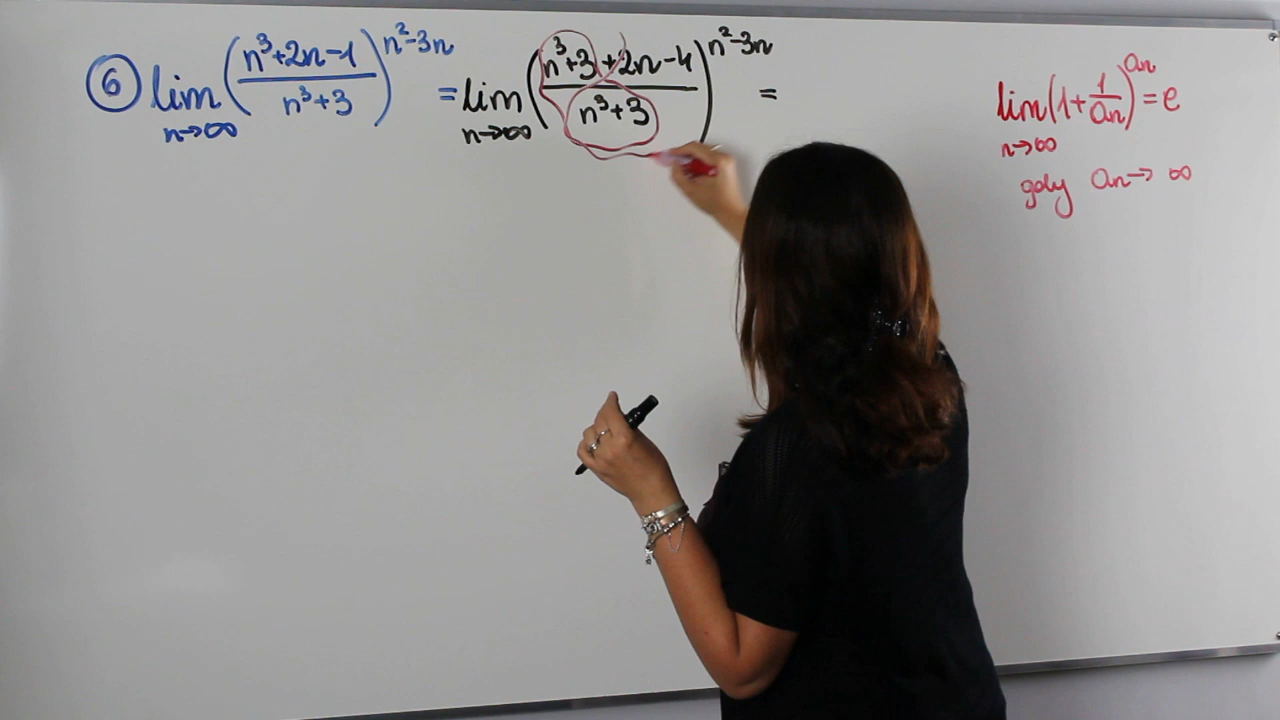 ⑥ lim n→∞ ((n³+2n-1)/(n³+3))^(n²-3n) = lim n→∞ ((n³+3+2n-4)/(n³+3))^(n²-3n) =
lim n→∞ (1+1/an)^an = e
gdy an→∞